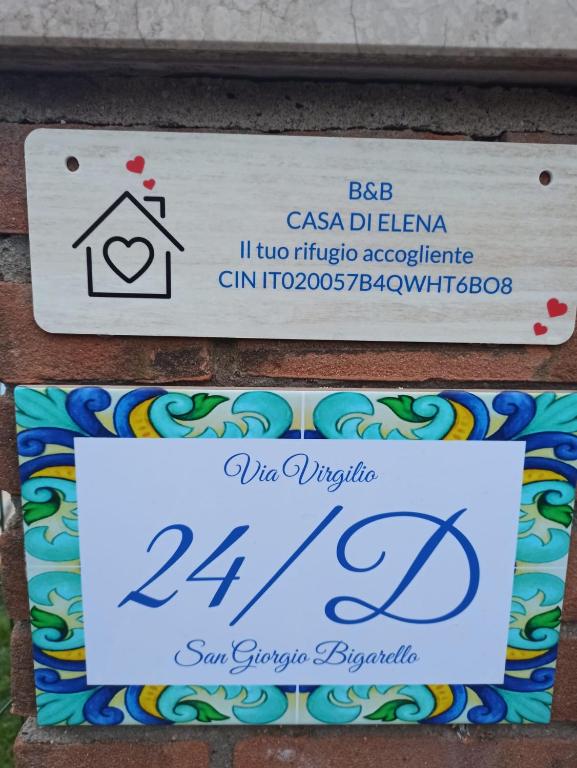 B&B
CASA DI ELENA
Il tuo rifugio accogliente
CIN IT020057B4QWHT6BO8
Via Virgilio
24/D
San Giorgio Bigarello